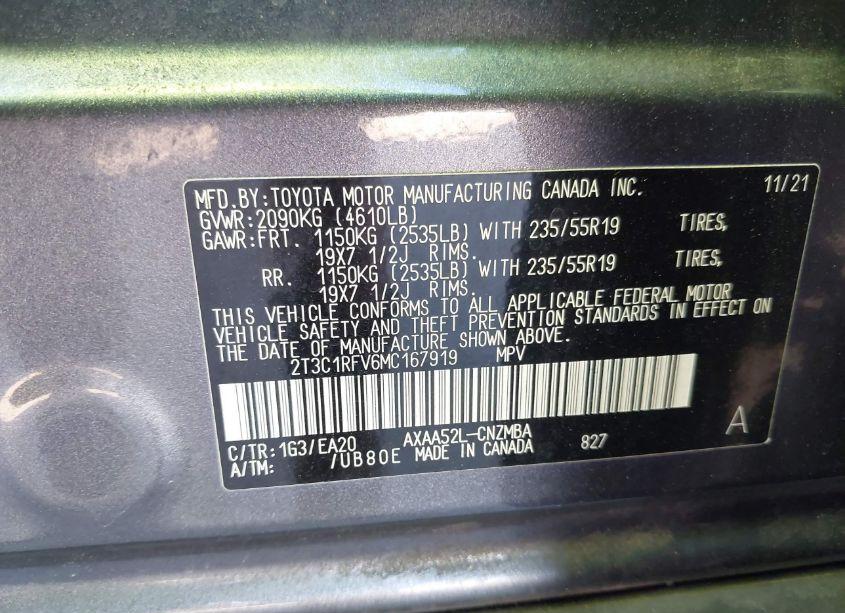 MFD.BY:TOYOTA MOTOR MANUFACTURING CANADA INC. 11/21
GVWR:2090KG (4610LB)
GAWR:FRT. 1150KG (2535LB) WITH 235/55R19 TIRES,
19X7 1/2J RIMS.
RR. 1150KG (2535LB) WITH 235/55R19 TIRES,
19X7 1/2J RIMS.
THIS VEHICLE CONFORMS TO ALL APPLICABLE FEDERAL MOTOR
VEHICLE SAFETY AND THEFT PREVENTION STANDARDS IN EFFECT ON
THE DATE OF MANUFACTURE SHOWN ABOVE.
2T3C1RFV6MC167919 MPV
C/TR:1G3/EA20 AXAA52L-CNZMBA 827 A
A/TM: /UB80E MADE IN CANADA